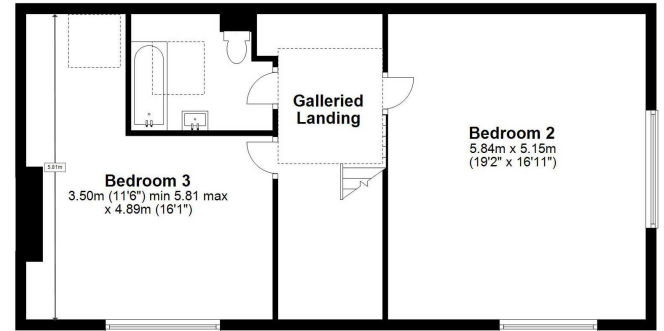 Galleried
Landing
Bedroom 2
5.84m x 5.15m
(19'2" x 16'11")
5.81m
Bedroom 3
3.50m (11'6") min 5.81 max
x 4.89m (16'1")